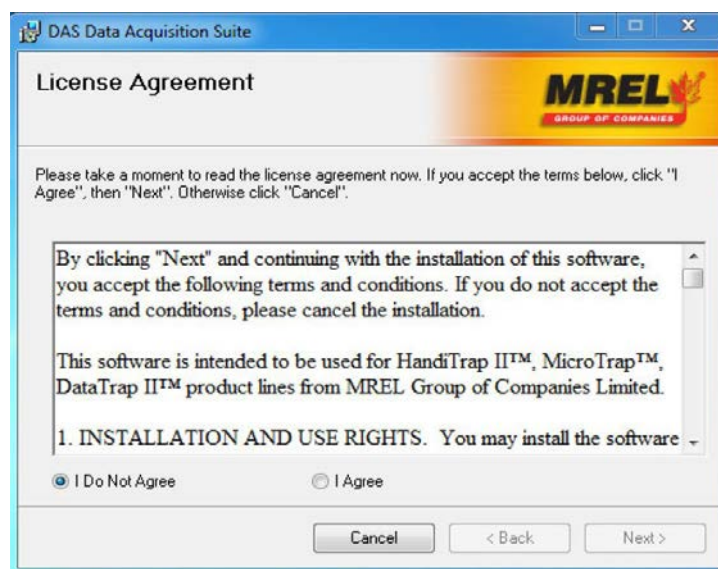 DAS Data Acquisition Suite
License Agreement
MREL
GROUP OF COMPANIES
Please take a moment to read the license agreement now. If you accept the terms below, click "I
Agree", then "Next". Otherwise click "Cancel".
By clicking "Next" and continuing with the installation of this software,
you accept the following terms and conditions. If you do not accept the
terms and conditions, please cancel the installation.
This software is intended to be used for HandiTrap II™, MicroTrap™,
DataTrap II™ product lines from MREL Group of Companies Limited.
1. INSTALLATION AND USE RIGHTS.  You may install the software
I Do Not Agree
I Agree
Cancel
< Back
Next >